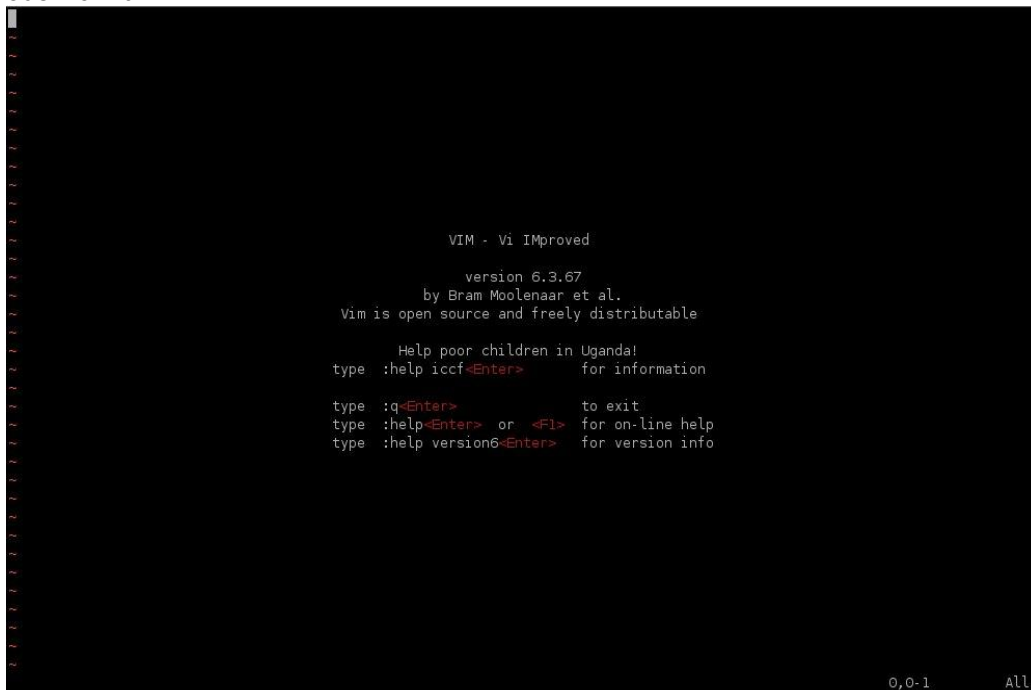 ~
~
~
~
~
~
~
~
~
~
~
~ VIM - Vi IMproved
~
~ version 6.3.67
~ by Bram Moolenaar et al.
~ Vim is open source and freely distributable
~
~ Help poor children in Uganda!
~ type :help iccf<Enter> for information
~
~ type :q<Enter> to exit
~ type :help<Enter> or <F1> for on-line help
~ type :help version6<Enter> for version info
~
~
~
~
~
~
~
~
~
~
~
~
0,0-1 All